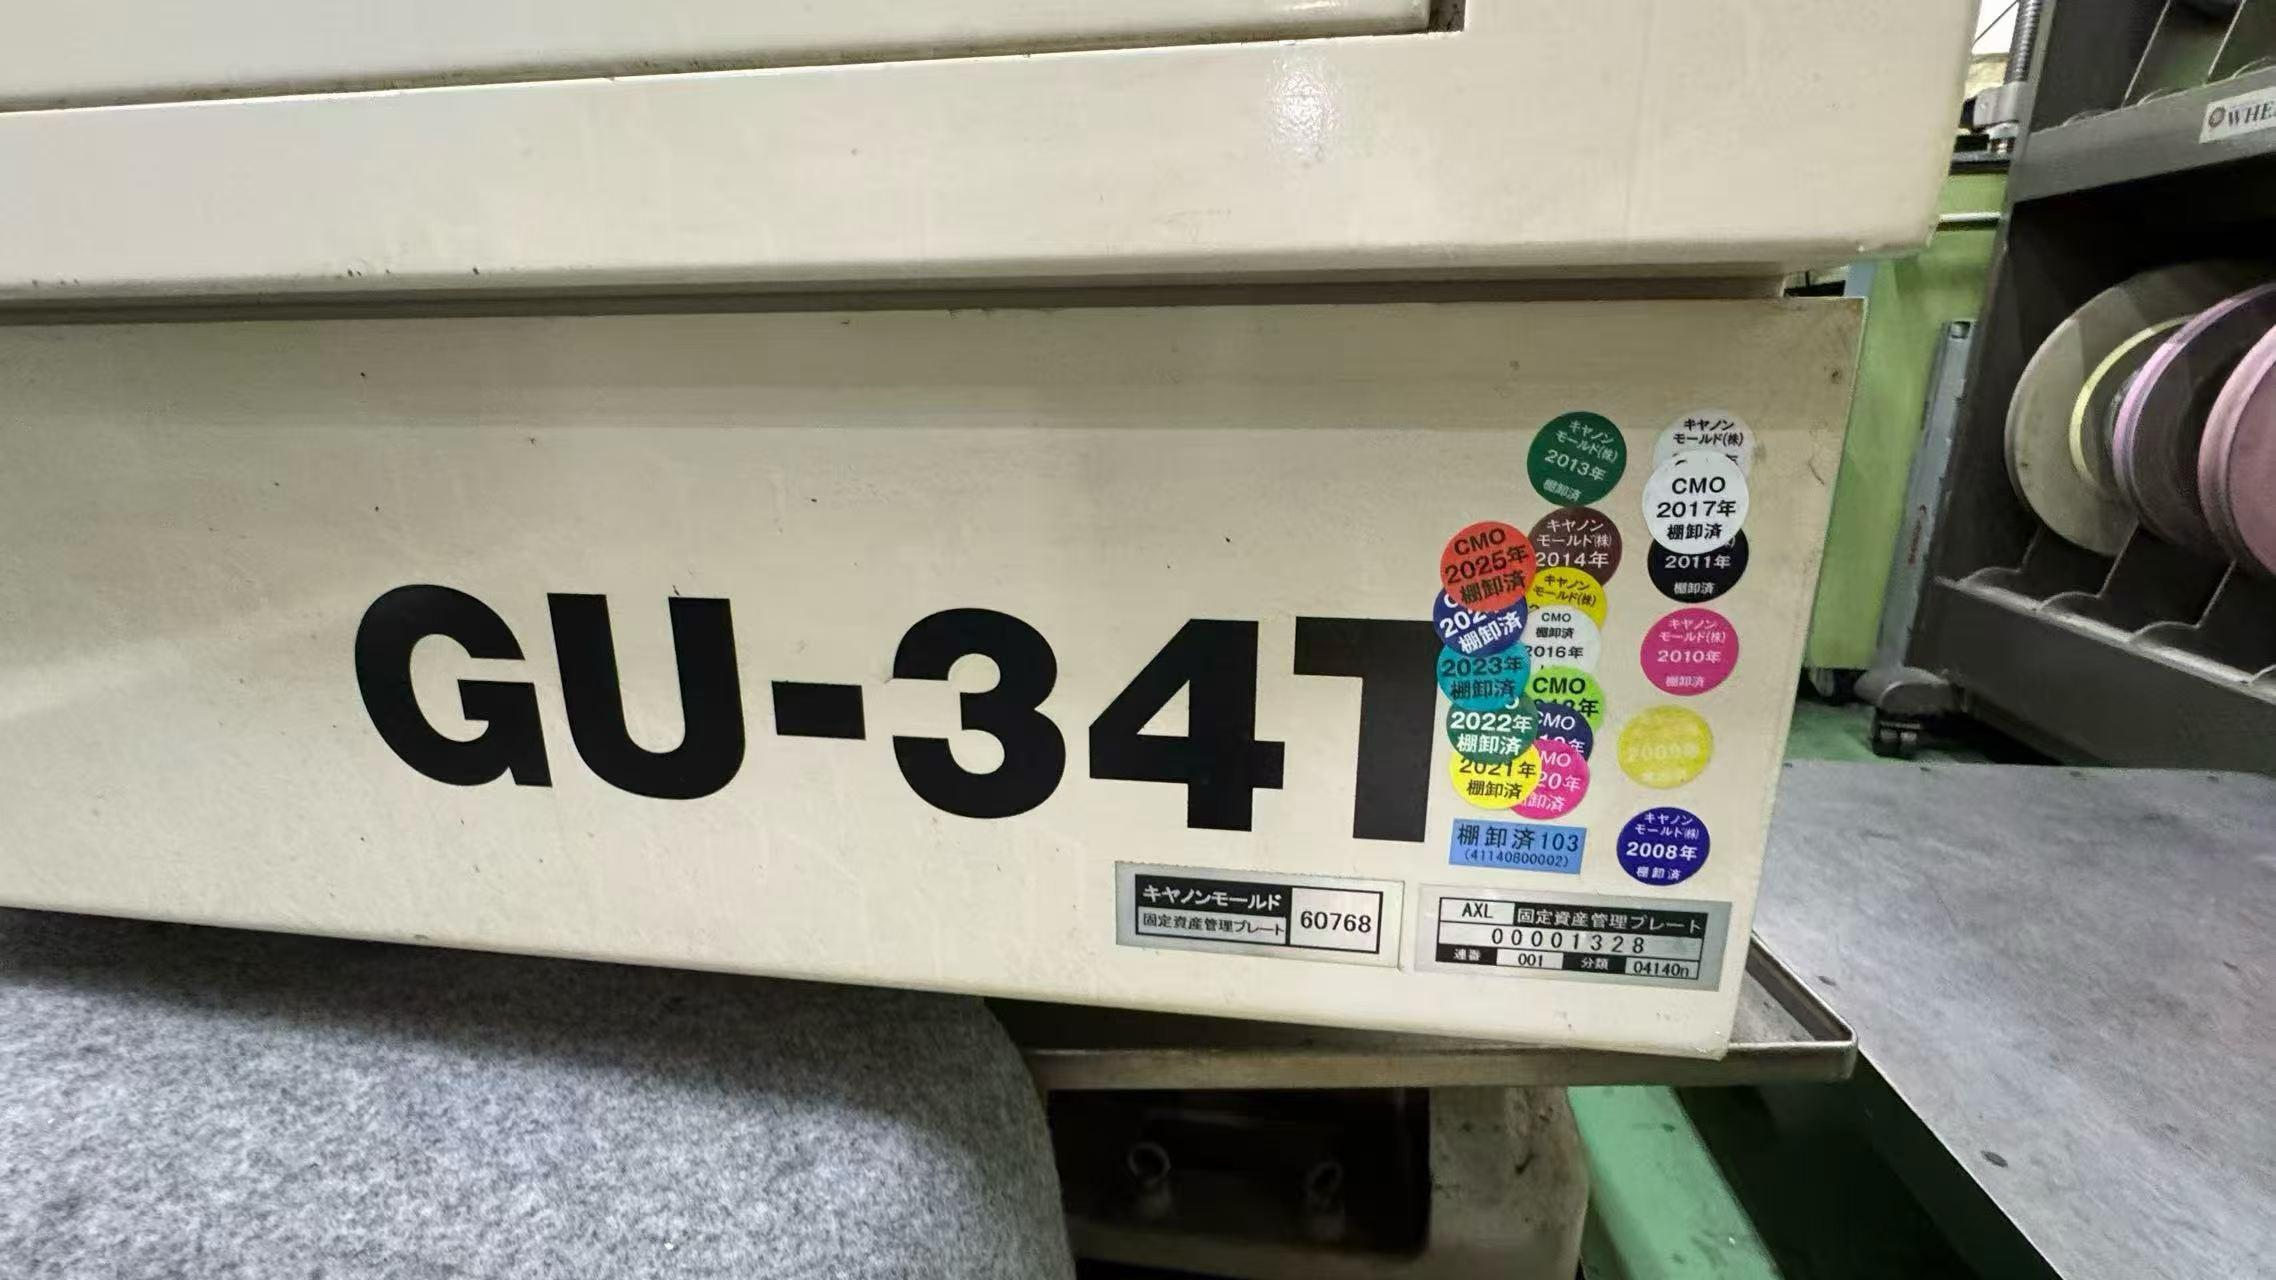 WHE
GU-34T
キヤノン
モールド(株)
2013年
棚卸済
キヤノン
モールド(株)
CMO
2017年
棚卸済
2011年
棚卸済
キヤノン
モールド(株)
2014年
CMO
2025年
棚卸済
キヤノン
モールド(株)
棚卸済
CMO
棚卸済
2016年
キヤノン
モールド(株)
2010年
棚卸済
2023年
棚卸済
CMO
2022年
棚卸済
CMO
2009年
2021年
棚卸済
キヤノン
モールド(株)
2008年
棚卸済
棚卸済103
(41140800002)
キヤノンモールド
固定資産管理プレート
60768
AXL 固定資産管理プレート
00001328
連番 001 分類 04140n